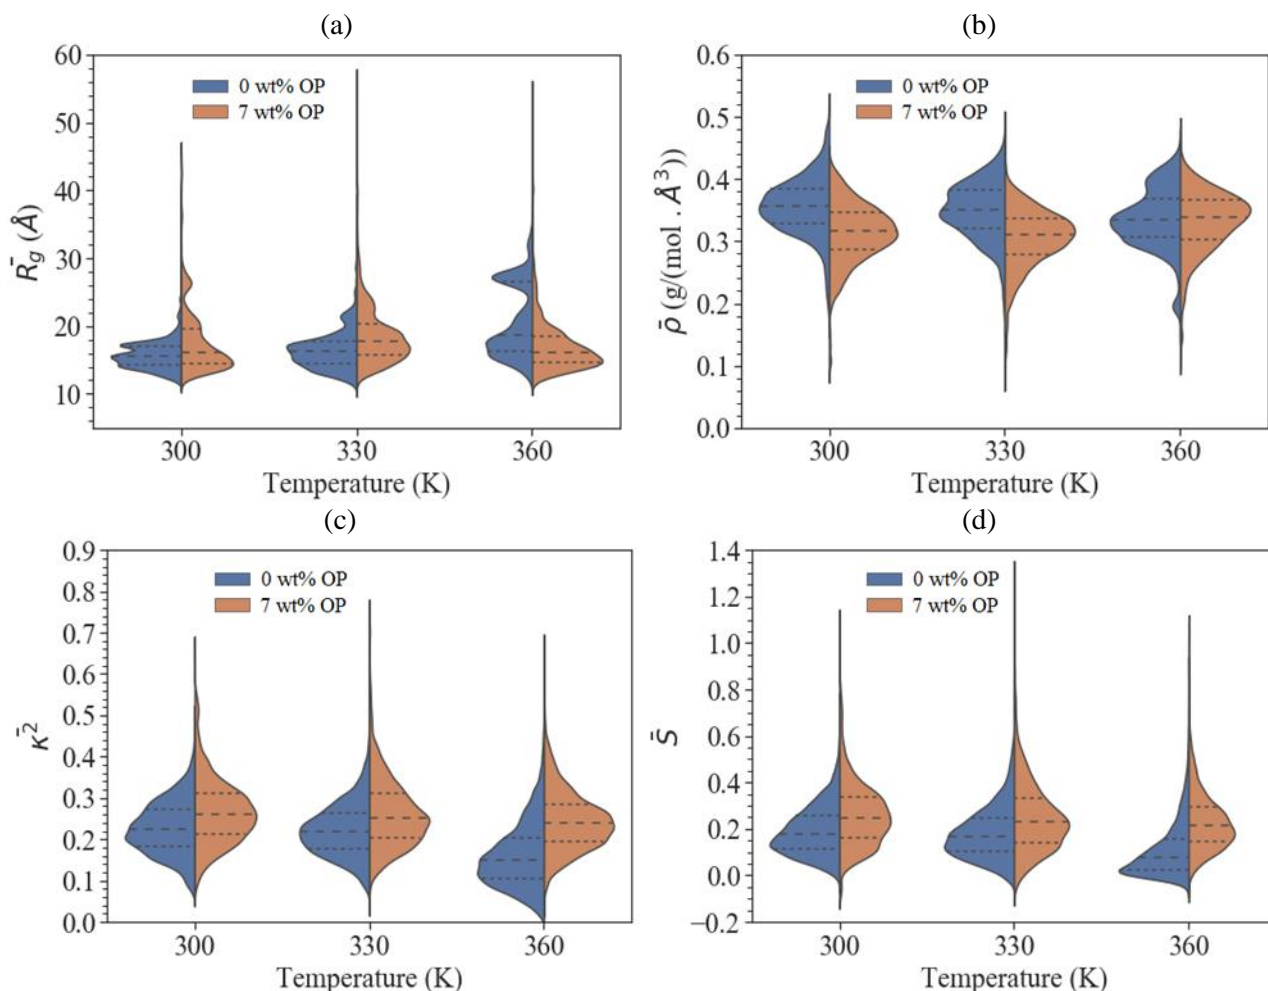 (a)
60
50
40
30
20
10
R̄g (Å)
0 wt% OP
7 wt% OP
300
330
360
Temperature (K)
(b)
0.6
0.5
0.4
0.3
0.2
0.1
0.0
ρ̄ (g/(mol . Å³))
0 wt% OP
7 wt% OP
300
330
360
Temperature (K)
(c)
0.9
0.8
0.7
0.6
0.5
0.4
0.3
0.2
0.1
0.0
κ̄²
0 wt% OP
7 wt% OP
300
330
360
Temperature (K)
(d)
1.4
1.2
1.0
0.8
0.6
0.4
0.2
0.0
−0.2
S̄
0 wt% OP
7 wt% OP
300
330
360
Temperature (K)